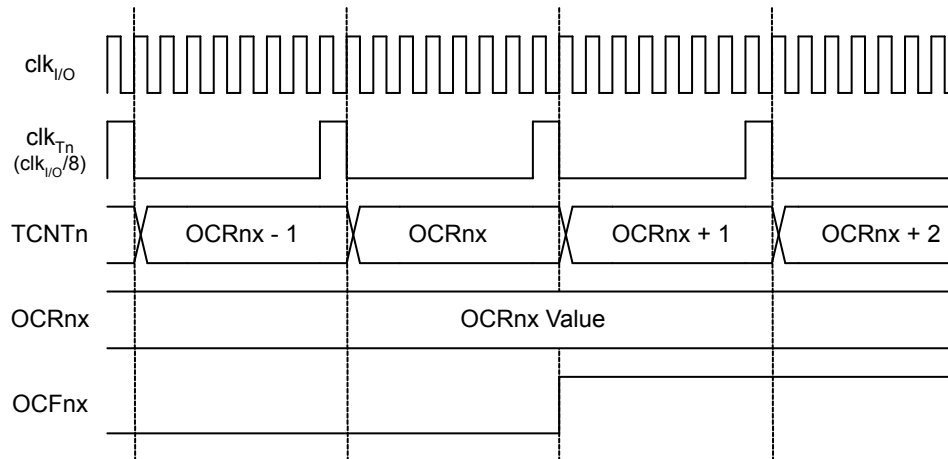 clkI/O
clkTn
(clkI/O/8)
TCNTn
OCRnx - 1
OCRnx
OCRnx + 1
OCRnx + 2
OCRnx
OCRnx Value
OCFnx